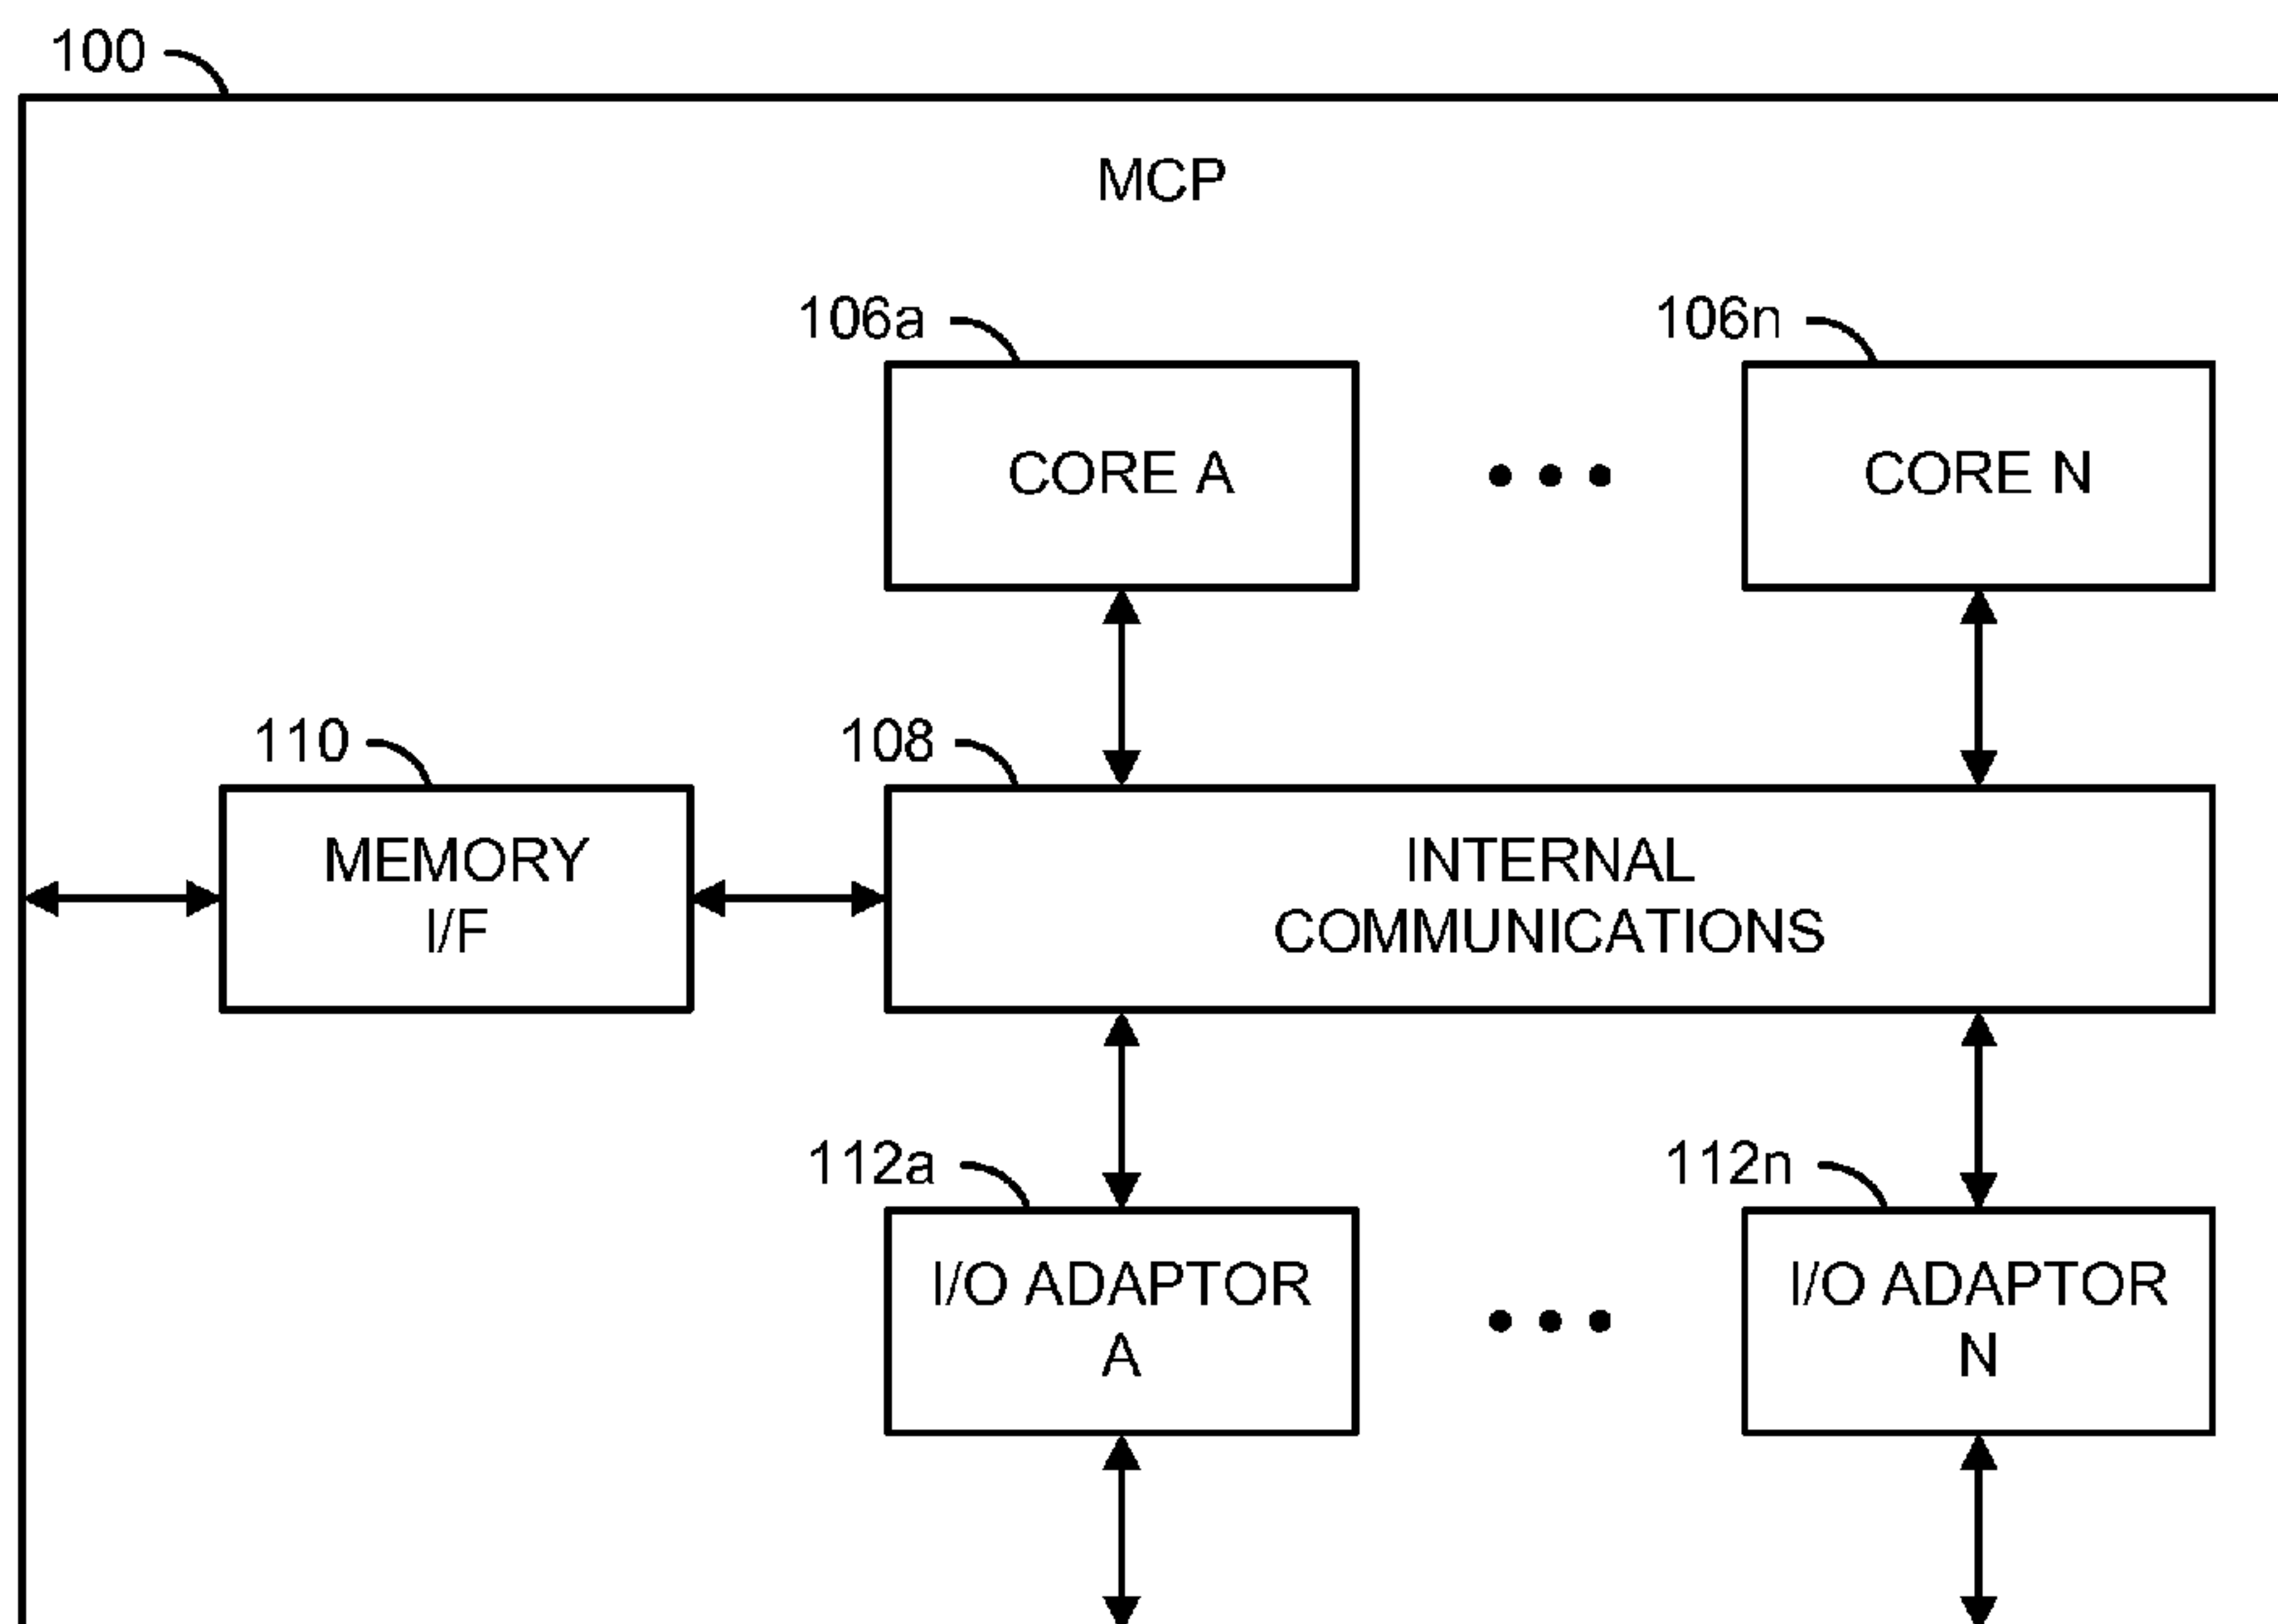 100
MCP
106a
106n
CORE A
CORE N
110
108
MEMORY
I/F
INTERNAL
COMMUNICATIONS
112a
112n
I/O ADAPTOR
A
I/O ADAPTOR
N